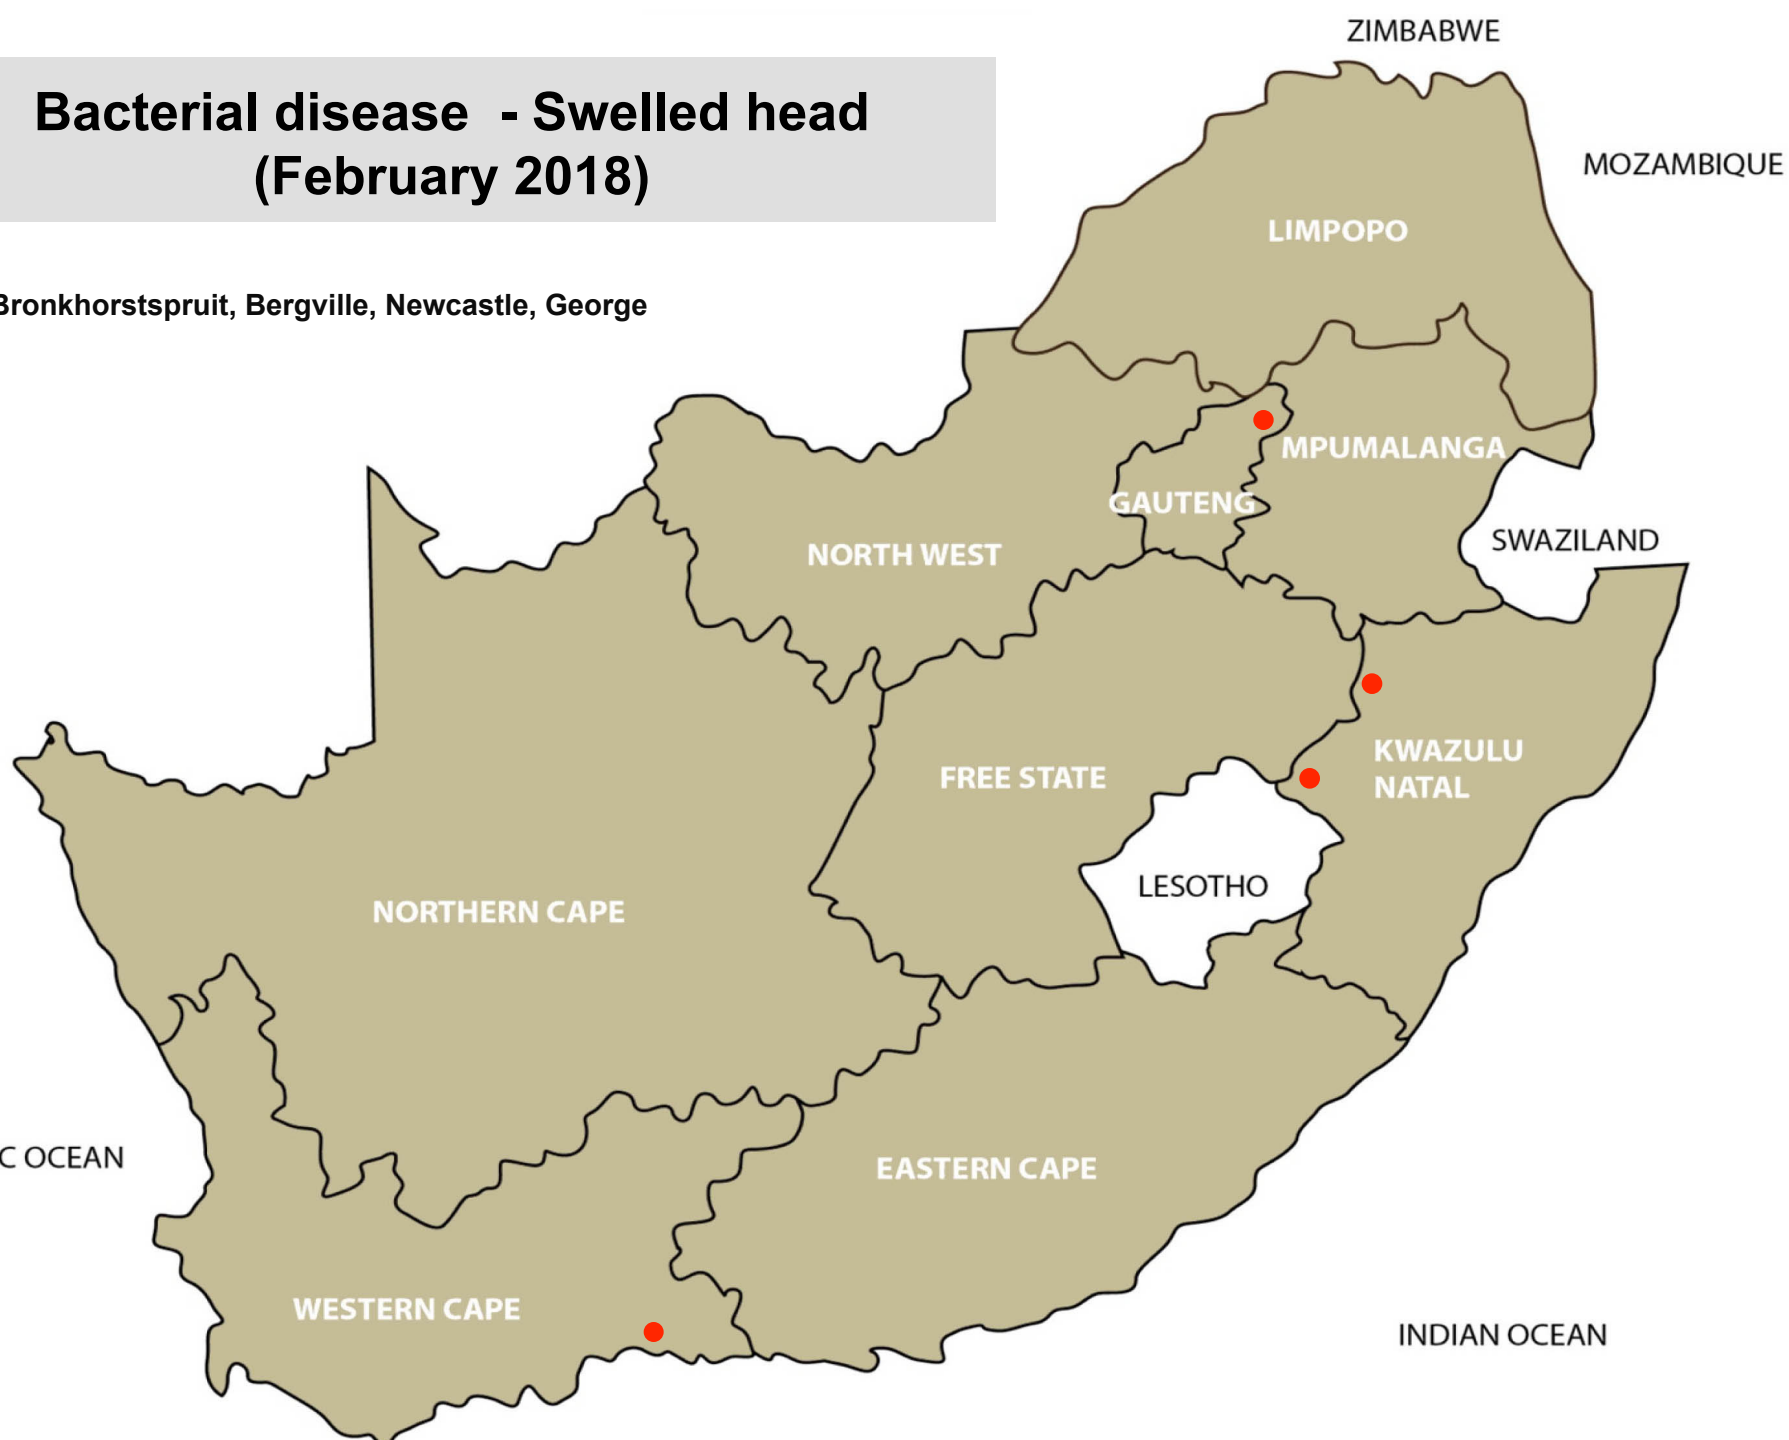 ZIMBABWE
Bacterial disease - Swelled head
(February 2018)
MOZAMBIQUE
LIMPOPO
Bronkhorstspruit, Bergville, Newcastle, George
MPUMALANGA
GAUTENG
SWAZILAND
NORTH WEST
KWAZULU
NATAL
FREE STATE
LESOTHO
NORTHERN CAPE
C OCEAN
EASTERN CAPE
WESTERN CAPE
INDIAN OCEAN